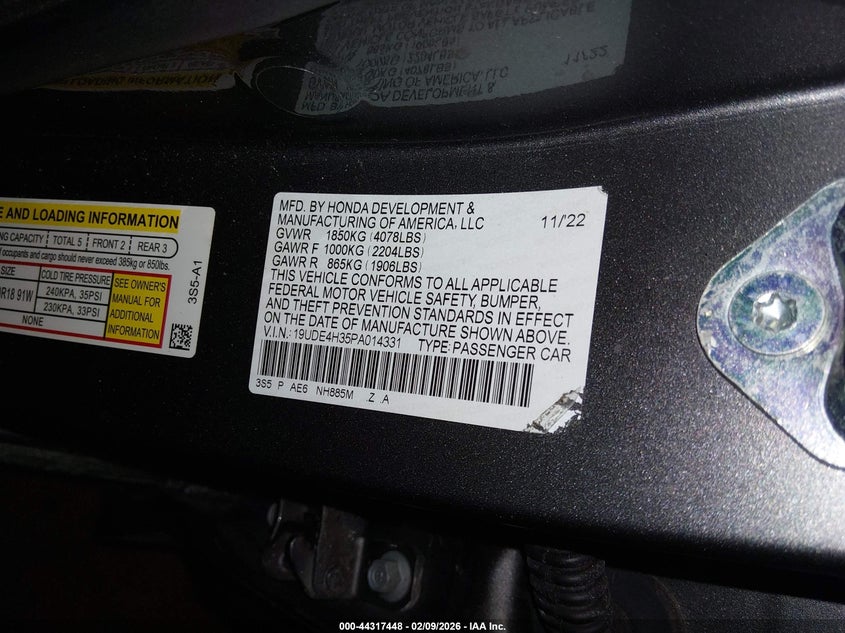 E AND LOADING INFORMATION
NG CAPACITY TOTAL 5 FRONT 2 REAR 3
of occupants and cargo should never exceed 385kg or 850lbs.
SIZE COLD TIRE PRESSURE SEE OWNER'S MANUAL FOR ADDITIONAL INFORMATION
R18 91W 240KPA, 35PSI
230KPA, 33PSI
NONE
3S5-A1
MFD. BY HONDA DEVELOPMENT &
MANUFACTURING OF AMERICA, LLC 11/22
GVWR 1850KG (4078LBS)
GAWR F 1000KG (2204LBS)
GAWR R 865KG (1906LBS)
THIS VEHICLE CONFORMS TO ALL APPLICABLE
FEDERAL MOTOR VEHICLE SAFETY, BUMPER,
AND THEFT PREVENTION STANDARDS IN EFFECT
ON THE DATE OF MANUFACTURE SHOWN ABOVE.
V.I.N.: 19UDE4H35PA014331 TYPE: PASSENGER CAR
3S5 P AE6 NH885M .Z .A
000-44317448 - 02/09/2026 - IAA Inc.